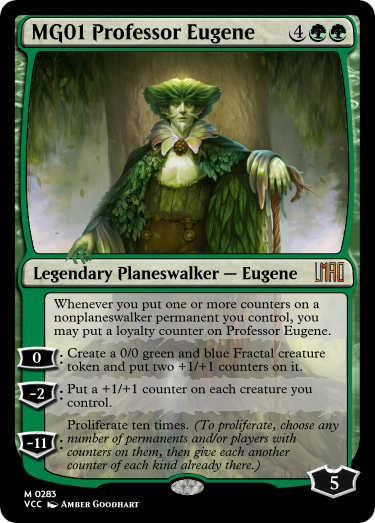 MG01 Professor Eugene 4
Legendary Planeswalker — Eugene LMAO
Whenever you put one or more counters on a
nonplaneswalker permanent you control, you
may put a loyalty counter on Professor Eugene.
0: Create a 0/0 green and blue Fractal creature
token and put two +1/+1 counters on it.
-2: Put a +1/+1 counter on each creature you
control.
-11: Proliferate ten times. (To proliferate, choose any
number of permanents and/or players with
counters on them, then give each another
counter of each kind already there.)
5
M 0283
VCC Amber Goodhart